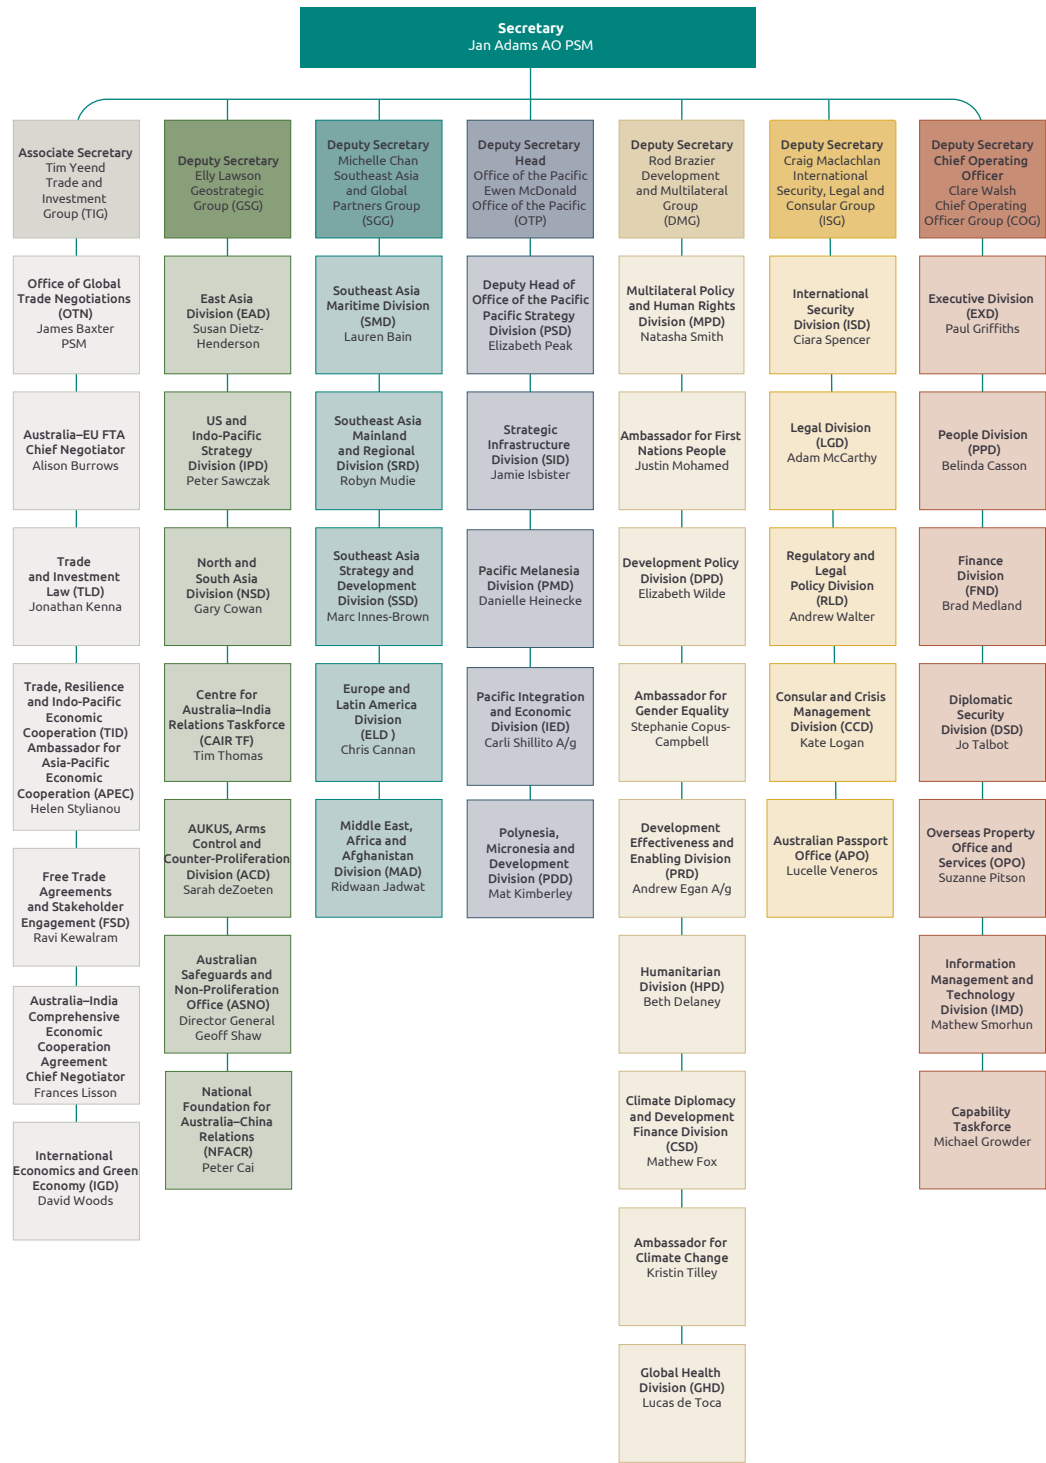 Secretary
Jan Adams AO PSM
Associate Secretary
Tim Yeend
Trade and
Investment
Group (TIG)
Office of Global
Trade Negotiations
(OTN)
James Baxter
PSM
Australia–EU FTA
Chief Negotiator
Alison Burrows
Trade
and Investment
Law (TLD)
Jonathan Kenna
Trade, Resilience
and Indo-Pacific
Economic
Cooperation (TID)
Ambassador for
Asia-Pacific
Economic
Cooperation (APEC)
Helen Stylianou
Free Trade
Agreements
and Stakeholder
Engagement (FSD)
Ravi Kewalram
Australia–India
Comprehensive
Economic
Cooperation
Agreement
Chief Negotiator
Frances Lisson
International
Economics and Green
Economy (IGD)
David Woods
Deputy Secretary
Elly Lawson
Geostrategic
Group (GSG)
East Asia
Division (EAD)
Susan Dietz-
Henderson
US and
Indo-Pacific
Strategy
Division (IPD)
Peter Sawczak
North and
South Asia
Division (NSD)
Gary Cowan
Centre for
Australia–India
Relations Taskforce
(CAIR TF)
Tim Thomas
AUKUS, Arms
Control and
Counter-Proliferation
Division (ACD)
Sarah deZoeten
Australian
Safeguards and
Non-Proliferation
Office (ASNO)
Director General
Geoff Shaw
National
Foundation for
Australia–China
Relations
(NFACR)
Peter Cai
Deputy Secretary
Michelle Chan
Southeast Asia
and Global
Partners Group
(SGG)
Southeast Asia
Maritime Division
(SMD)
Lauren Bain
Southeast Asia
Mainland
and Regional
Division (SRD)
Robyn Mudie
Southeast Asia
Strategy and
Development
Division (SSD)
Marc Innes-Brown
Europe and
Latin America
Division
(ELD )
Chris Cannan
Middle East,
Africa and
Afghanistan
Division (MAD)
Ridwaan Jadwat
Deputy Secretary
Head
Office of the Pacific
Ewen McDonald
Office of the Pacific
(OTP)
Deputy Head of
Office of the Pacific
Pacific Strategy
Division (PSD)
Elizabeth Peak
Strategic
Infrastructure
Division (SID)
Jamie Isbister
Pacific Melanesia
Division (PMD)
Danielle Heinecke
Pacific Integration
and Economic
Division (IED)
Carli Shillito A/g
Polynesia,
Micronesia and
Development
Division (PDD)
Mat Kimberley
Deputy Secretary
Rod Brazier
Development
and Multilateral
Group
(DMG)
Multilateral Policy
and Human Rights
Division (MPD)
Natasha Smith
Ambassador for First
Nations People
Justin Mohamed
Development Policy
Division (DPD)
Elizabeth Wilde
Ambassador for
Gender Equality
Stephanie Copus-
Campbell
Development
Effectiveness and
Enabling Division
(PRD)
Andrew Egan A/g
Humanitarian
Division (HPD)
Beth Delaney
Climate Diplomacy
and Development
Finance Division
(CSD)
Mathew Fox
Ambassador for
Climate Change
Kristin Tilley
Global Health
Division (GHD)
Lucas de Toca
Deputy Secretary
Craig Maclachlan
International
Security, Legal and
Consular Group
(ISG)
International
Security
Division (ISD)
Ciara Spencer
Legal Division
(LGD)
Adam McCarthy
Regulatory and
Legal
Policy Division
(RLD)
Andrew Walter
Consular and Crisis
Management
Division (CCD)
Kate Logan
Australian Passport
Office (APO)
Lucelle Veneros
Deputy Secretary
Chief Operating
Officer
Clare Walsh
Chief Operating
Officer Group (COG)
Executive Division
(EXD)
Paul Griffiths
People Division
(PPD)
Belinda Casson
Finance
Division
(FND)
Brad Medland
Diplomatic
Security
Division (DSD)
Jo Talbot
Overseas Property
Office and
Services (OPO)
Suzanne Pitson
Information
Management and
Technology
Division (IMD)
Mathew Smorhun
Capability
Taskforce
Michael Growder